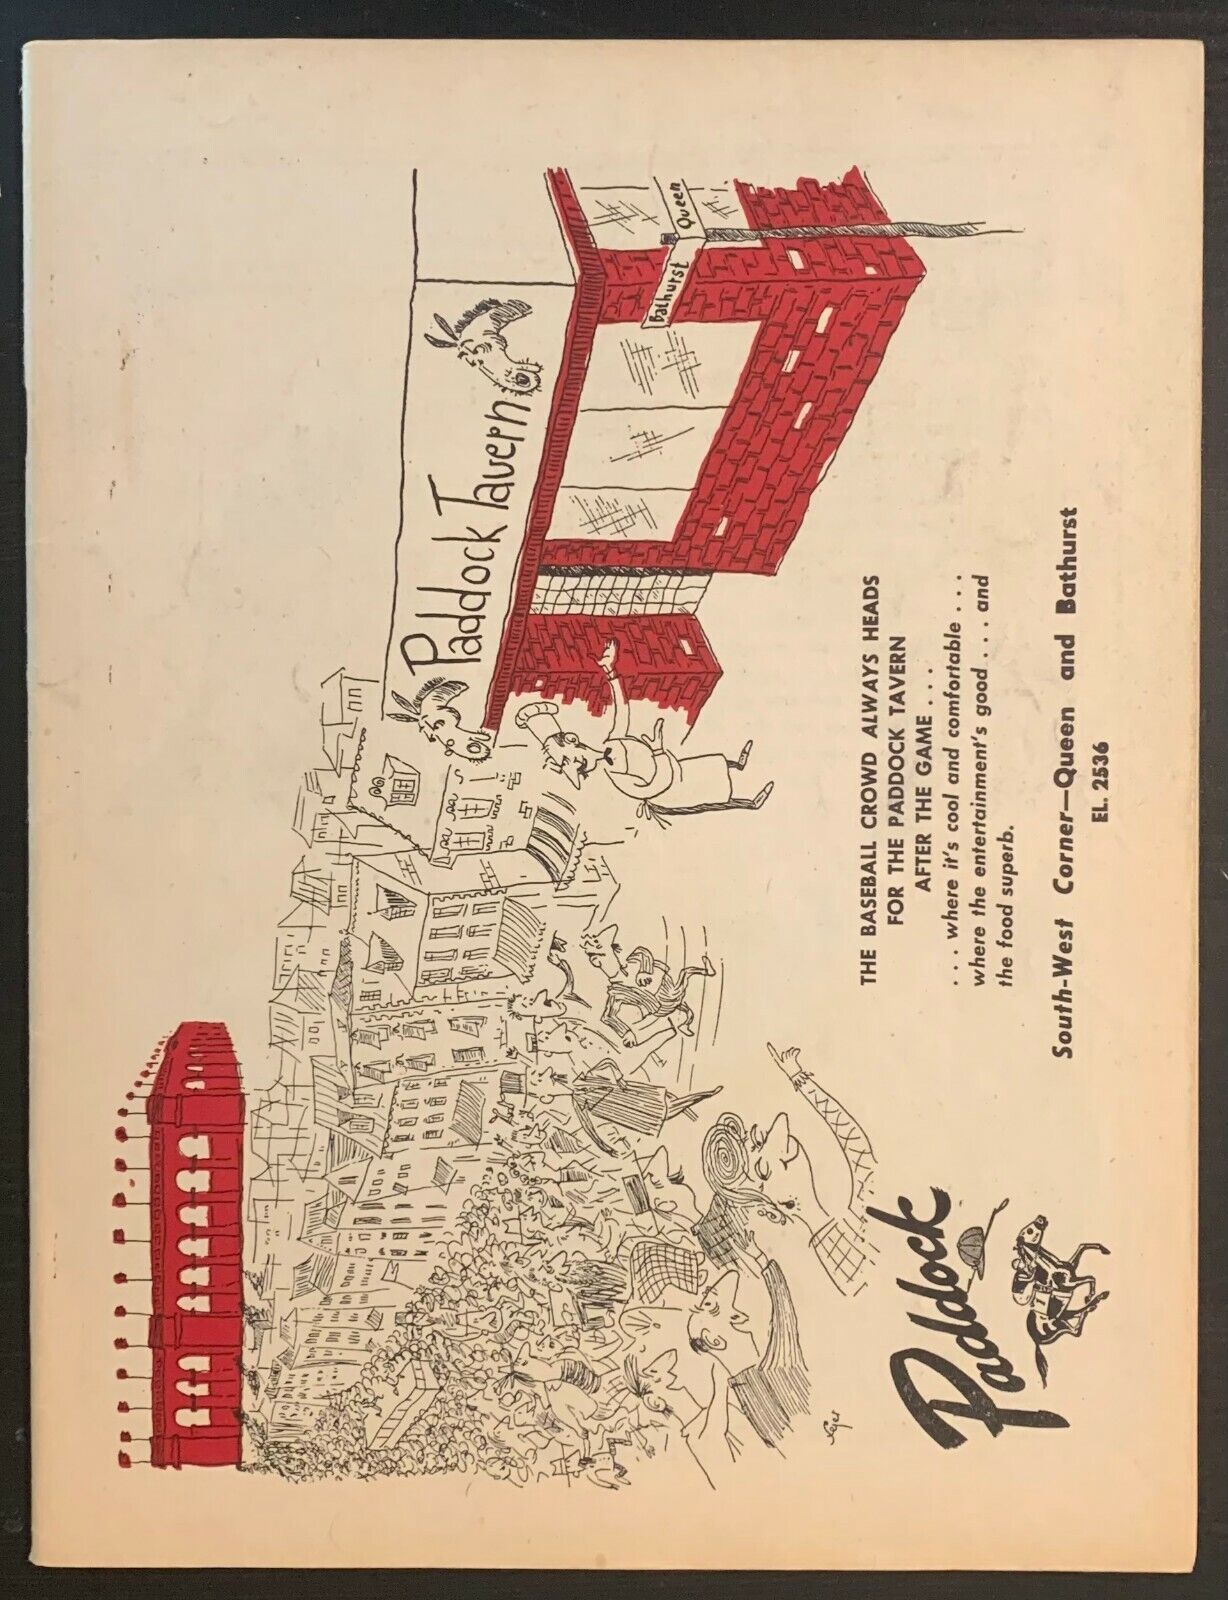 Paddock Tavern
Bathurst
Queen
THE BASEBALL CROWD ALWAYS HEADS
FOR THE PADDOCK TAVERN
AFTER THE GAME . . .
. . . where it's cool and comfortable . . .
where the entertainment's good . . . and
the food superb.
Paddock
South-West Corner—Queen and Bathurst
EL. 2536